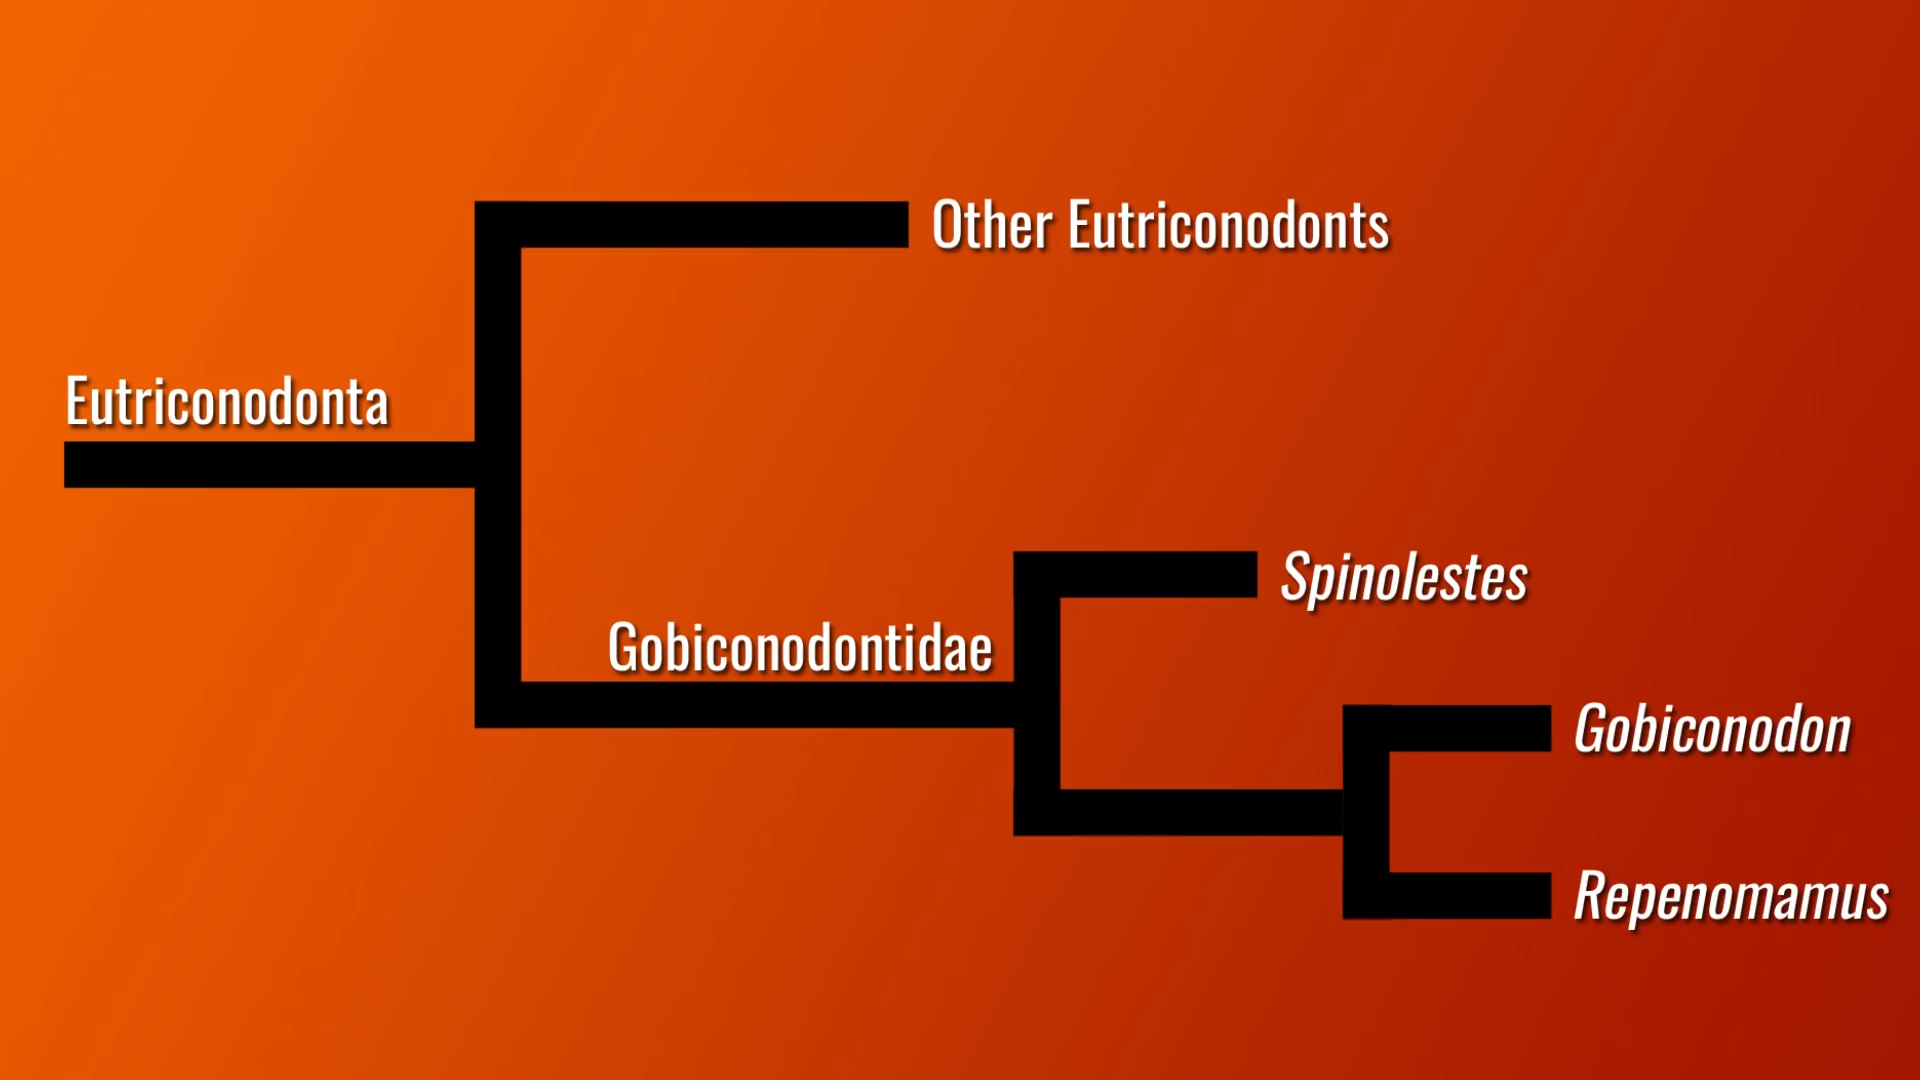 Other Eutriconodonts
Eutriconodonta
Spinolestes
Gobiconodontidae
Gobiconodon
Repenomamus